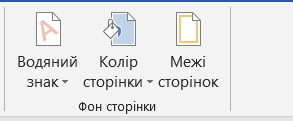 Водяний знак
Колір сторінки
Межі сторінок
Фон сторінки